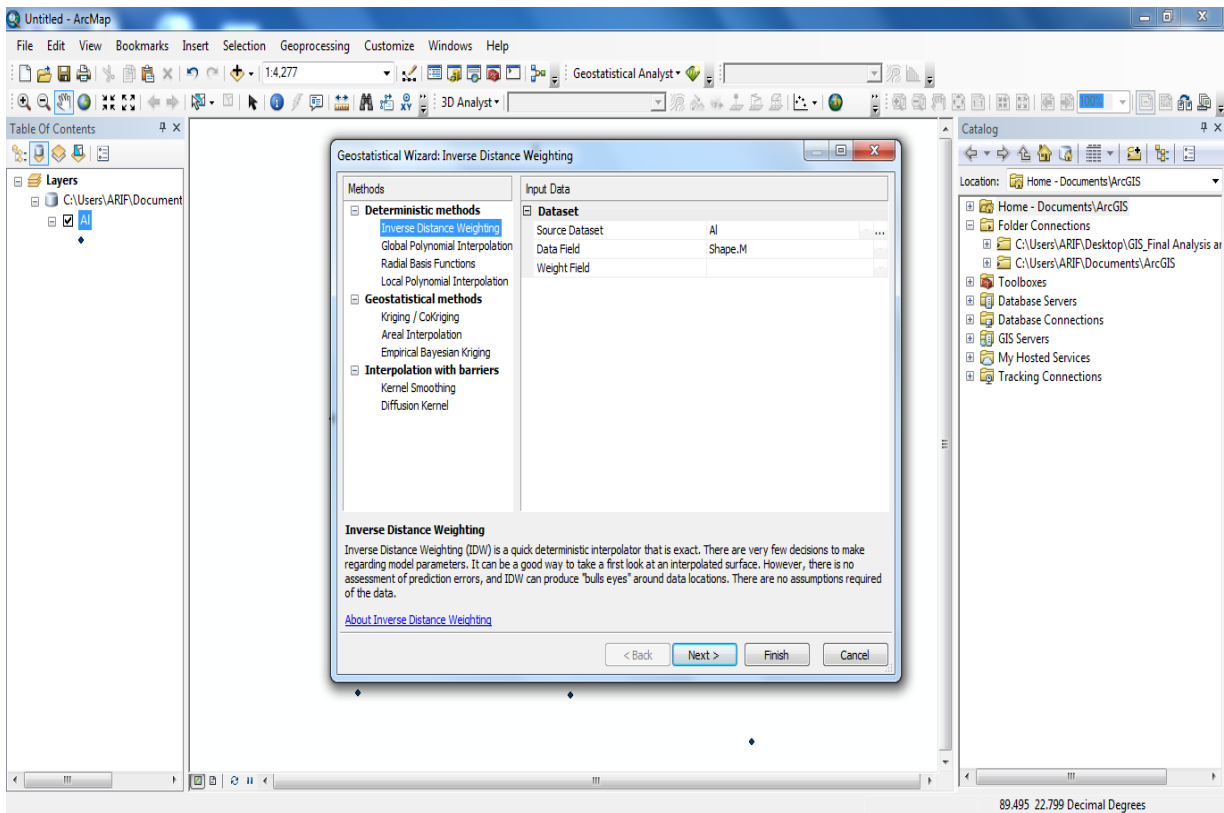 Untitled - ArcMap
File Edit View Bookmarks Insert Selection Geoprocessing Customize Windows Help
1:4,277
Geostatistical Analyst
3D Analyst
100%
Table Of Contents
Layers
C:\Users\ARIF\Document
Al
Geostatistical Wizard: Inverse Distance Weighting
Methods
Deterministic methods
Inverse Distance Weighting
Global Polynomial Interpolation
Radial Basis Functions
Local Polynomial Interpolation
Geostatistical methods
Kriging / CoKriging
Areal Interpolation
Empirical Bayesian Kriging
Interpolation with barriers
Kernel Smoothing
Diffusion Kernel
Input Data
Dataset
Source Dataset Al ...
Data Field Shape.M
Weight Field
Inverse Distance Weighting
Inverse Distance Weighting (IDW) is a quick deterministic interpolator that is exact. There are very few decisions to make
regarding model parameters. It can be a good way to take a first look at an interpolated surface. However, there is no
assessment of prediction errors, and IDW can produce "bulls eyes" around data locations. There are no assumptions required
of the data.
About Inverse Distance Weighting
< Back Next > Finish Cancel
Catalog
Location: Home - Documents\ArcGIS
Home - Documents\ArcGIS
Folder Connections
C:\Users\ARIF\Desktop\GIS_Final Analysis ar
C:\Users\ARIF\Documents\ArcGIS
Toolboxes
Database Servers
Database Connections
GIS Servers
My Hosted Services
Tracking Connections
89.495 22.799 Decimal Degrees